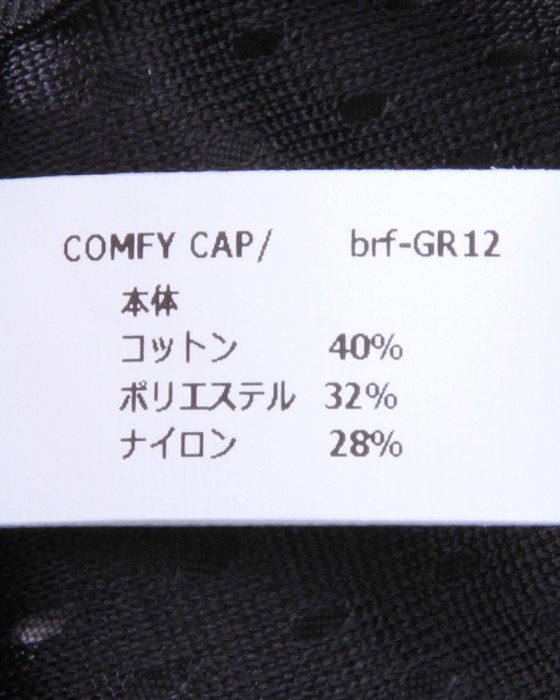 COMFY CAP/ brf-GR12
本体
コットン 40%
ポリエステル 32%
ナイロン 28%